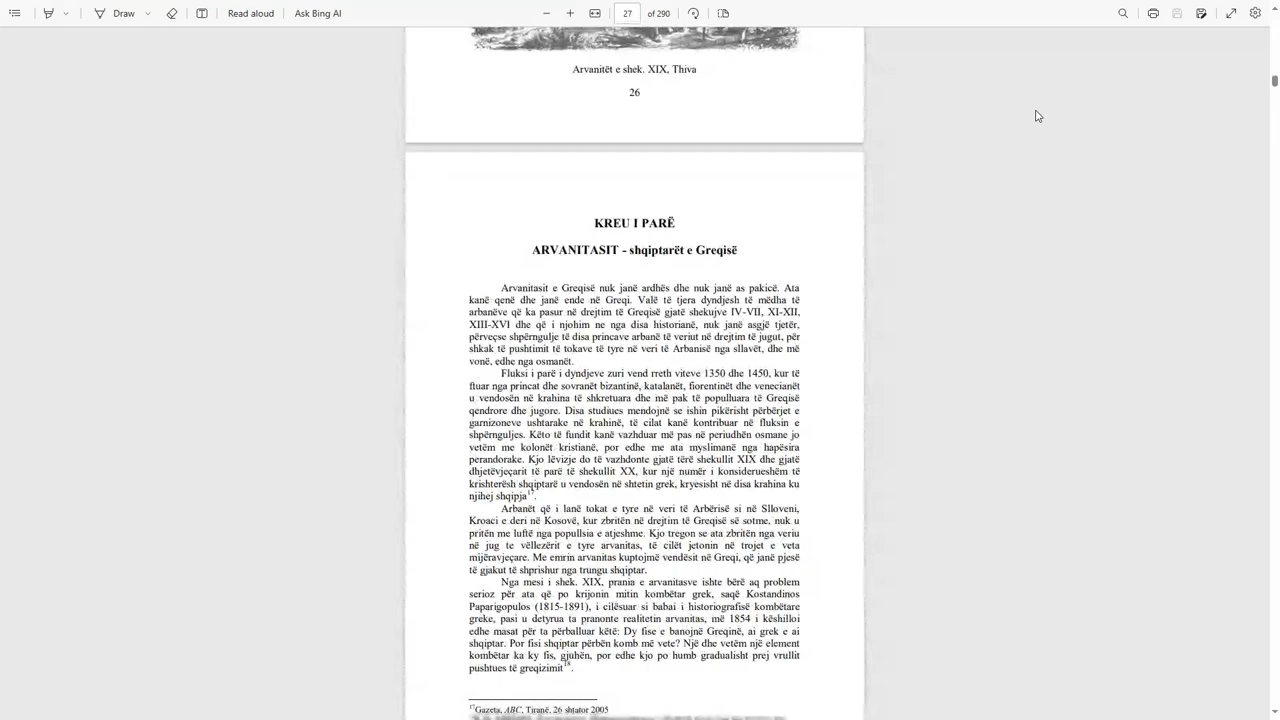 Draw
Read aloud
Ask Bing AI
27 of 290
Arvanitët e shek. XIX, Thiva
26
KREU I PARË
ARVANITASIT - shqiptarët e Greqisë
Arvanitasit e Greqisë nuk janë ardhës dhe nuk janë as pakicë. Ata
kanë qenë dhe janë ende në Greqi. Valë të tjera dyndjesh të mëdha të
arbanëve që ka pasur në drejtim të Greqisë gjatë shekujve IV-VII, XI-XII,
XIII-XVI dhe që i njohim ne nga disa historianë, nuk janë asgjë tjetër,
përveçse shpërngulje të disa princave arbanë të veriut në drejtim të jugut, për
shkak të pushtimit të tokave të tyre në veri të Arbanisë nga sllavët, dhe më
vonë, edhe nga osmanët.
Fluksi i parë i dyndjeve zuri vend rreth viteve 1350 dhe 1450, kur të
ftuar nga princat dhe sovranët bizantinë, katalanët, fiorentinët dhe venecianët
u vendosën në krahina të shkretuara dhe më pak të populluara të Greqisë
qendrore dhe jugore. Disa studiues mendojnë se ishin pikërisht përbërjet e
garnizoneve ushtarake në krahinë, të cilat kanë kontribuar në fluksin e
shpërnguljes. Këto të fundit kanë vazhduar më pas në periudhën osmane jo
vetëm me kolonët kristianë, por edhe me ata myslimanë nga hapësira
perandorake. Kjo lëvizje do të vazhdonte gjatë tërë shekullit XIX dhe gjatë
dhjetëvjeçarit të parë të shekullit XX, kur një numër i konsiderueshëm të
krishterësh shqiptarë u vendosën në shtetin grek, kryesisht në disa krahina ku
njihej shqipja17.
Arbanët që i lanë tokat e tyre në veri të Arbërisë si në Slloveni,
Kroaci e deri në Kosovë, kur zbritën në drejtim të Greqisë së sotme, nuk u
pritën me luftë nga popullsia e atjeshme. Kjo tregon se ata zbritën nga veriu
në jug te vëllezërit e tyre arvanitas, të cilët jetonin në trojet e veta
mijëravjeçare. Me emrin arvanitas kuptojmë vendësit në Greqi, që janë pjesë
të gjakut të shprishur nga trungu shqiptar.
Nga mesi i shek. XIX, prania e arvanitasve ishte bërë aq problem
serioz për ata që po krijonin mitin kombëtar grek, saqë Kostandinos
Paparigopulos (1815-1891), i cilësuar si babai i historiografisë kombëtare
greke, pasi u detyrua ta pranonte realitetin arvanitas, më 1854 i këshilloi
edhe masat për ta përballuar këtë: Dy fise e banojnë Greqinë, ai grek e ai
shqiptar. Por fisi shqiptar përbën komb më vete? Një dhe vetëm një element
kombëtar ka ky fis, gjuhën, por edhe kjo po humb gradualisht prej vrullit
pushtues të greqizimit18.
17Gazeta, ABC, Tiranë, 26 shtator 2005